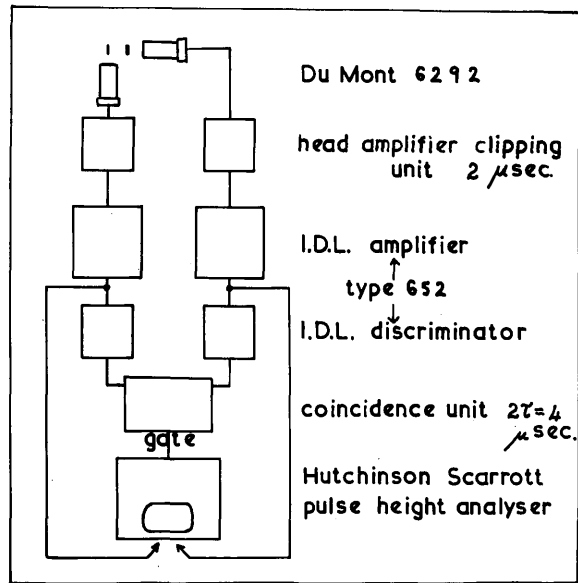 Du Mont 6292
head amplifier clipping
unit 2 μsec.
I.D.L. amplifier
type 652
I.D.L. discriminator
coincidence unit 2τ=4
μsec.
gate
Hutchinson Scarrott
pulse height analyser